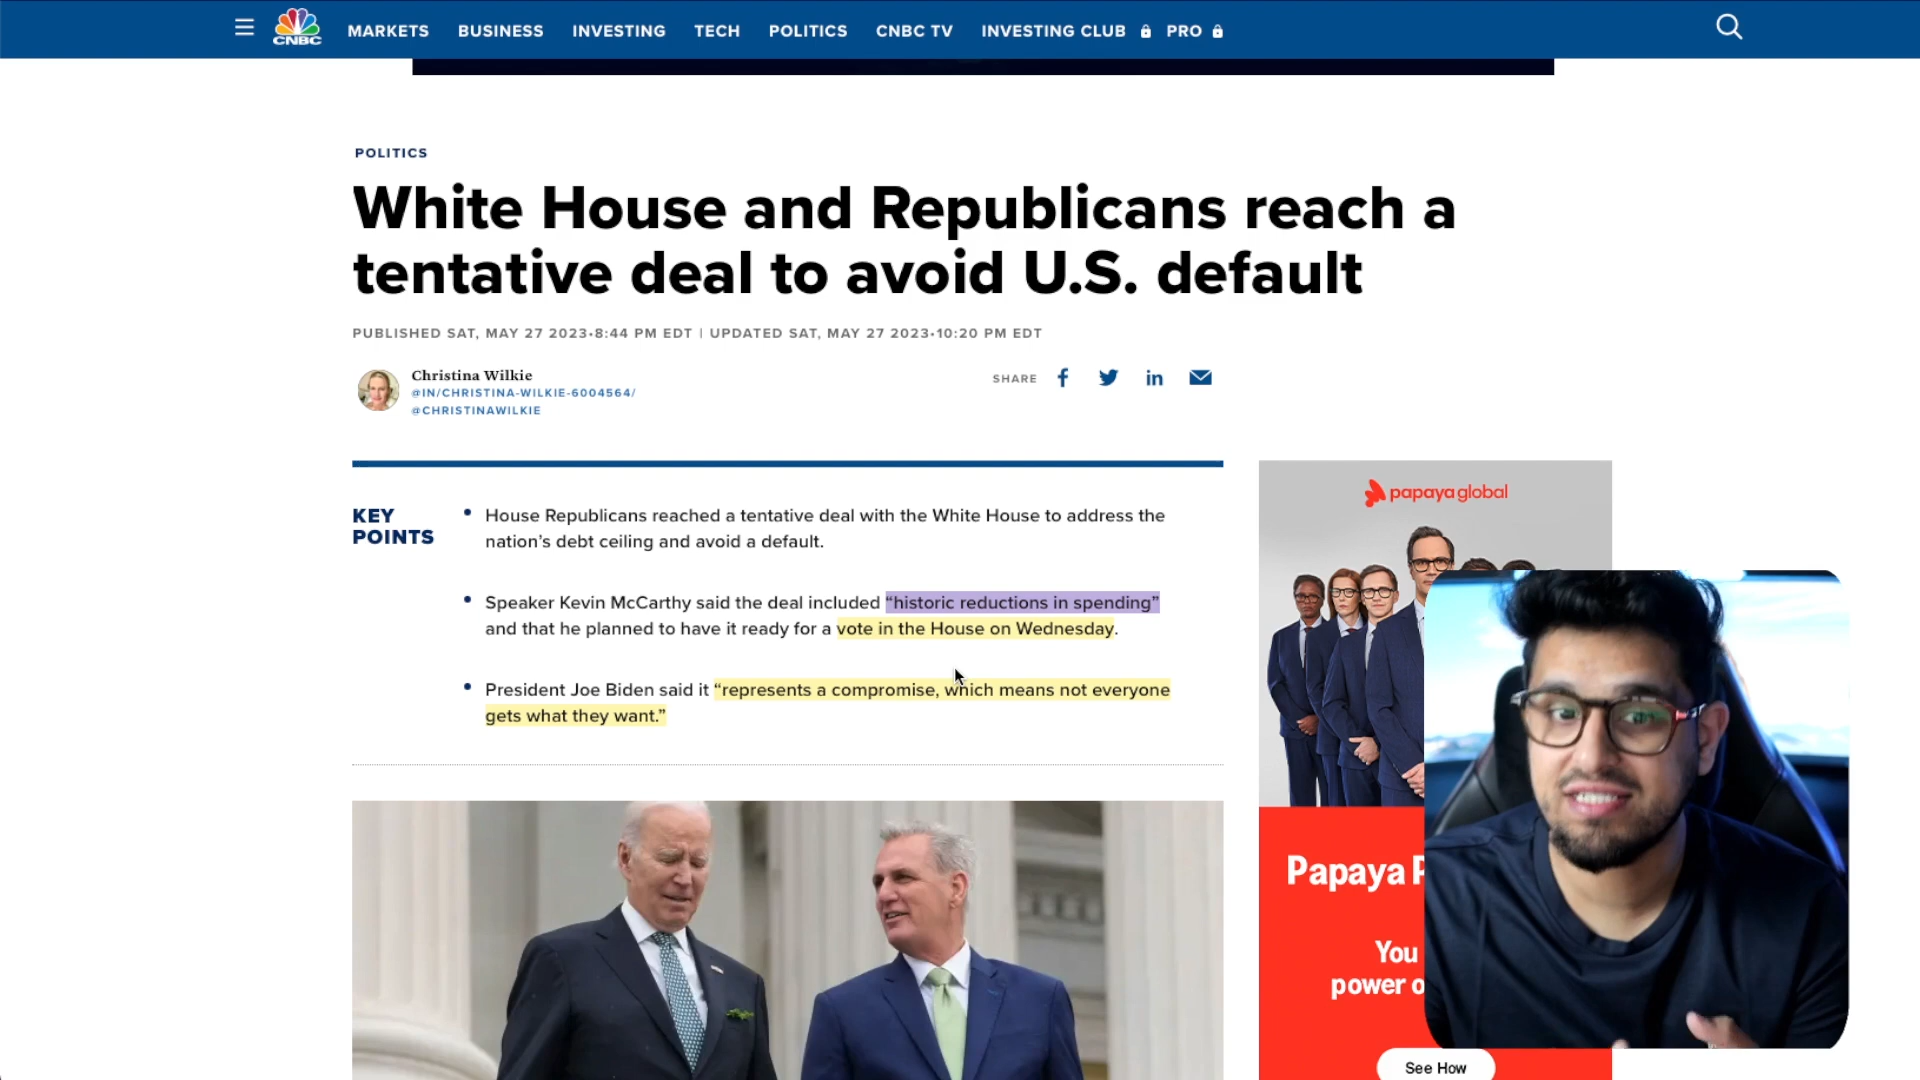 CNBC
MARKETS BUSINESS INVESTING TECH POLITICS CNBC TV INVESTING CLUB PRO
POLITICS
White House and Republicans reach a
tentative deal to avoid U.S. default
PUBLISHED SAT, MAY 27 2023•8:44 PM EDT | UPDATED SAT, MAY 27 2023•10:20 PM EDT
Christina Wilkie
@IN/CHRISTINA-WILKIE-6004564/
@CHRISTINAWILKIE
SHARE
KEY
POINTS
House Republicans reached a tentative deal with the White House to address the
nation’s debt ceiling and avoid a default.
Speaker Kevin McCarthy said the deal included “historic reductions in spending”
and that he planned to have it ready for a vote in the House on Wednesday.
President Joe Biden said it “represents a compromise, which means not everyone
gets what they want.”
papaya global
Papaya
You
power
See How